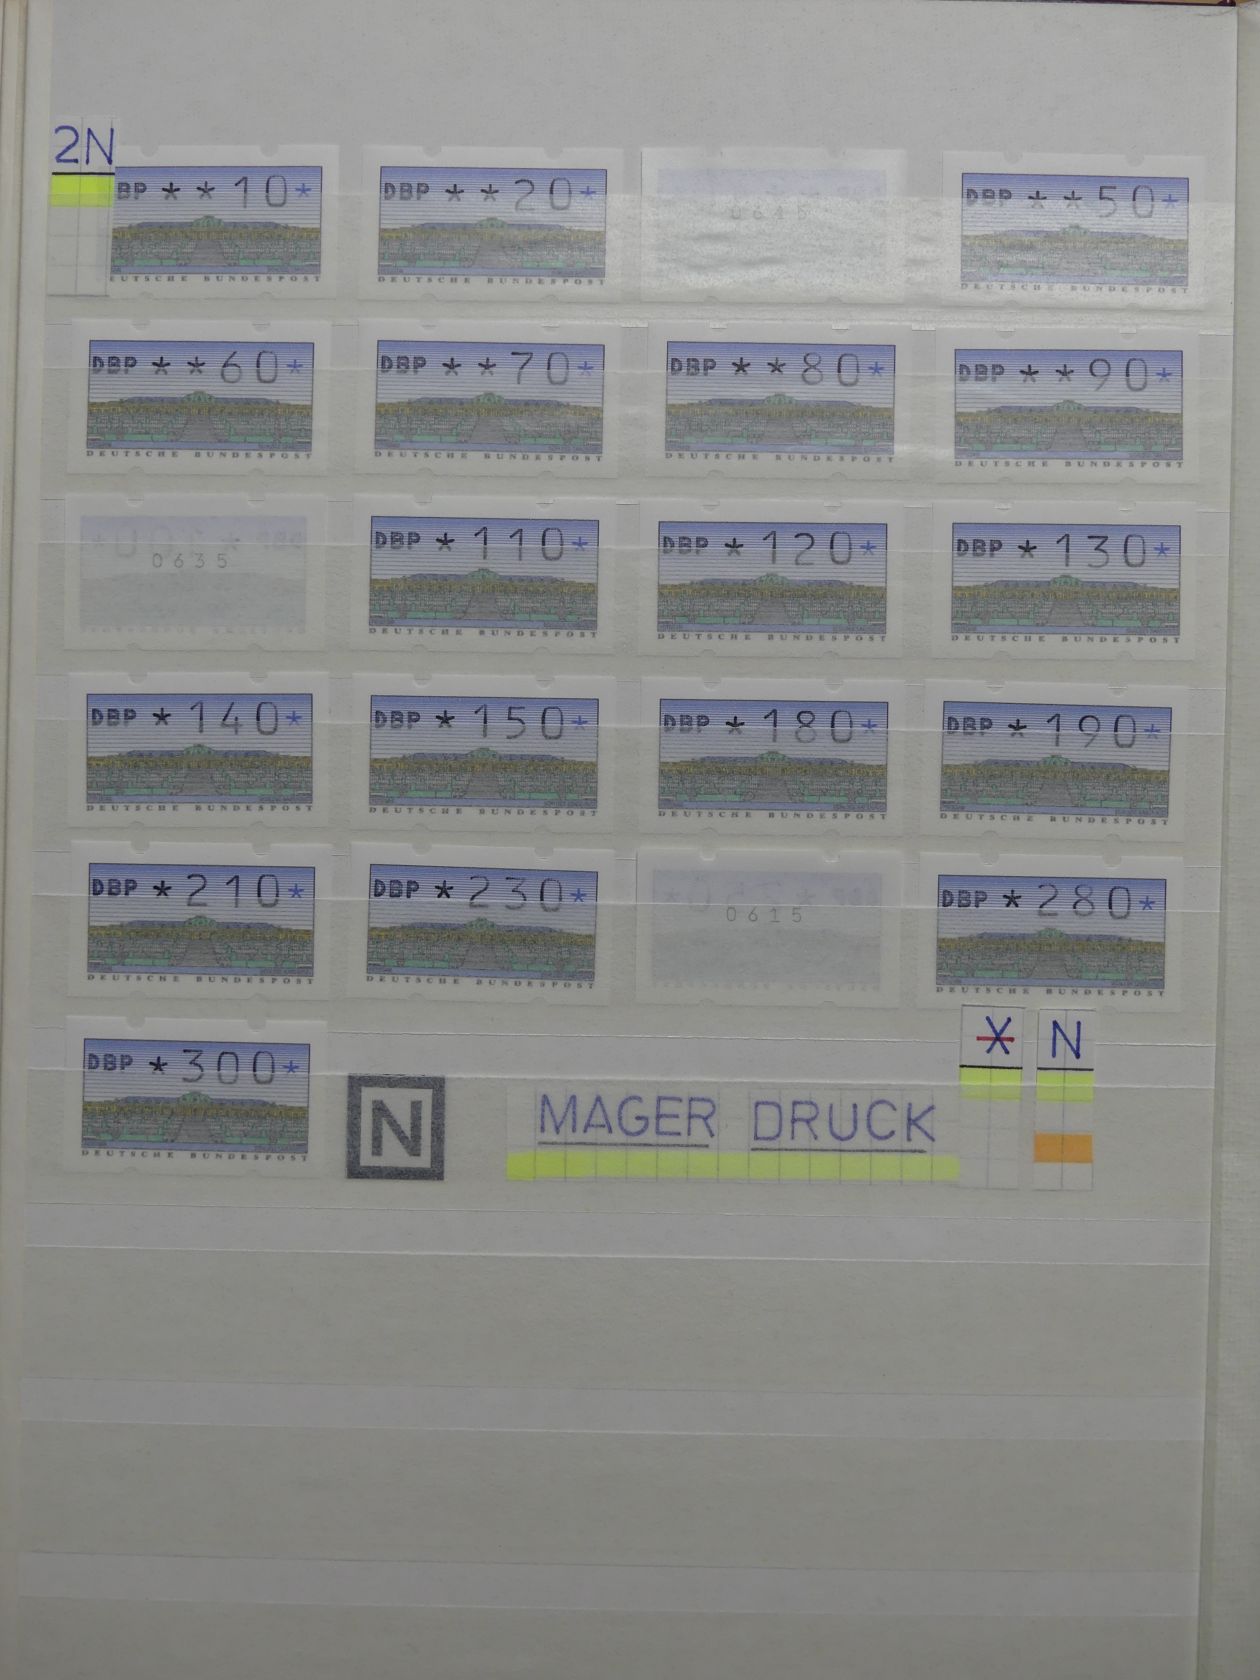 2N
BP * * 10 *
EUTSCHE BUNDESPOST
DBP * * 20 *
DEUTSCHE BUNDESPOST
0645
DBP * * 50 *
DEUTSCHE BUNDESPOST
DBP * * 60 *
DEUTSCHE BUNDESPOST
DBP * * 70 *
DEUTSCHE BUNDESPOST
DBP * * 80 *
DEUTSCHE BUNDESPOST
DBP * * 90 *
DEUTSCHE BUNDESPOST
0635
DBP * 110 *
DEUTSCHE BUNDESPOST
DBP * 120 *
DEUTSCHE BUNDESPOST
DBP * 130 *
DEUTSCHE BUNDESPOST
DBP * 140 *
DEUTSCHE BUNDESPOST
DBP * 150 *
DEUTSCHE BUNDESPOST
DBP * 180 *
DEUTSCHE BUNDESPOST
DBP * 190 *
DEUTSCHE BUNDESPOST
DBP * 210 *
DEUTSCHE BUNDESPOST
DBP * 230 *
DEUTSCHE BUNDESPOST
0615
DBP * 280 *
DEUTSCHE BUNDESPOST
DBP * 300 *
DEUTSCHE BUNDESPOST
N
MAGER DRUCK
X N